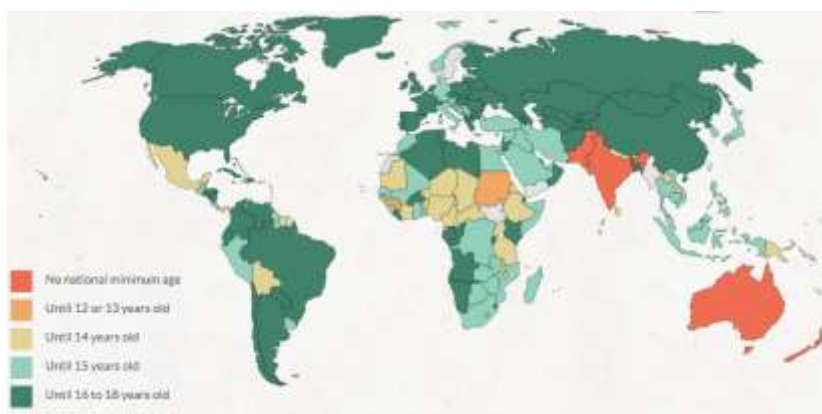 No national minimum age
Until 12 or 13 years old
Until 14 years old
Until 15 years old
Until 16 to 18 years old